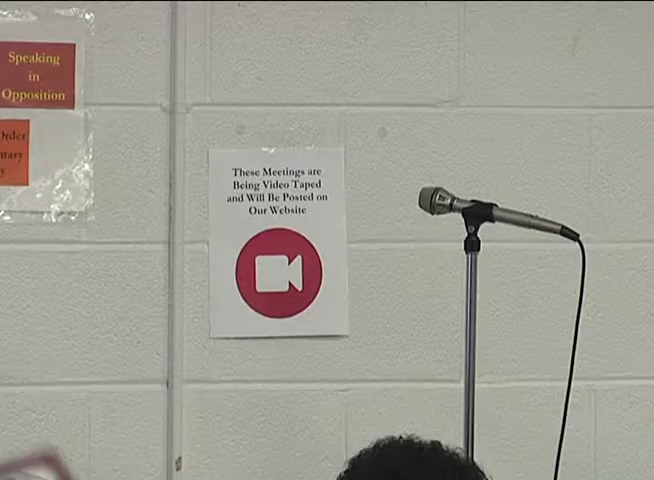 Speaking
in
Opposition
Order
These Meetings are
Being Video Taped
and Will Be Posted on
Our Website